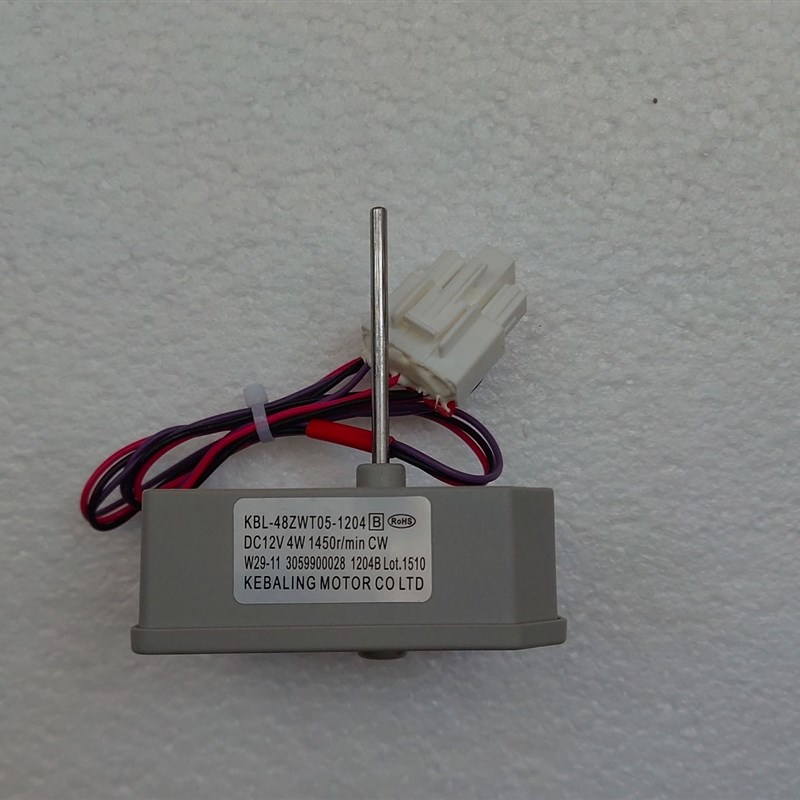 KBL-48ZWT05-1204 B RoHS
DC12V 4W 1450r/min CW
W29-11 3059900028 1204B Lot.1510
KEBALING MOTOR CO LTD